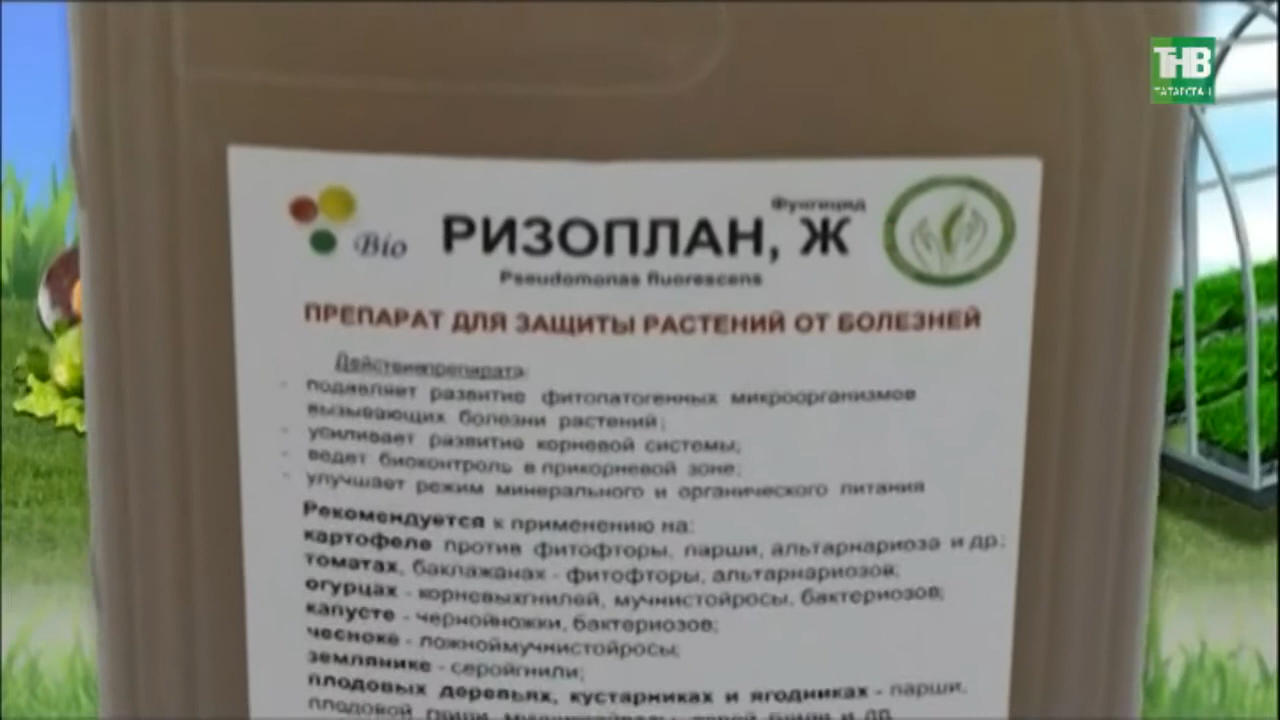 ТНВ
ТАТАРСТАН
Фунгицид
Bio
РИЗОПЛАН, Ж
Pseudomonas fluorescens
ПРЕПАРАТ ДЛЯ ЗАЩИТЫ РАСТЕНИЙ ОТ БОЛЕЗНЕЙ
Действиепрепарата:
- подавляет развитие фитопатогенных микроорганизмов
вызывающих болезни растений;
- усиливает развитие корневой системы;
- ведет биоконтроль в прикорневой зоне;
- улучшает режим минерального и органического питания
Рекомендуется к применению на:
картофеле против фитофторы, парши, альтарнариоза и др.;
томатах, баклажанах - фитофторы, альтарнариозов;
огурцах - корневыхгнилей, мучнистойросы, бактериозов;
капусте - чернойножки, бактериозов;
чесноке - ложноймучнистойросы;
землянике - серойгнили;
плодовых деревьях, кустарниках и ягодниках - парши,
плодовой гнили